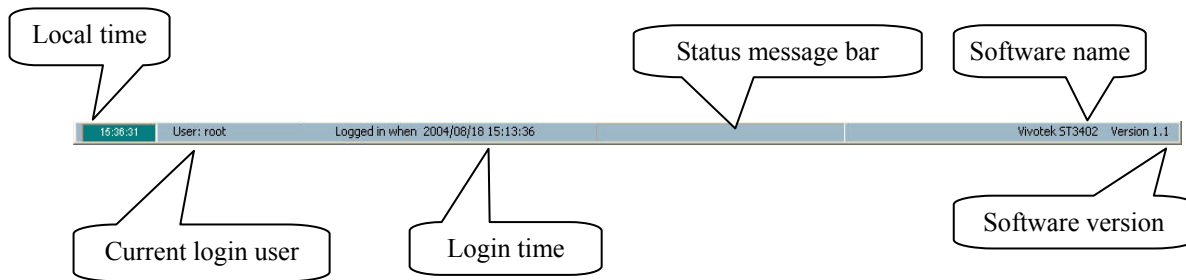 Local time
Status message bar
Software name
15:36:31 User: root Logged in when 2004/08/18 15:13:36 Vivotek ST3402 Version 1.1
Current login user
Login time
Software version